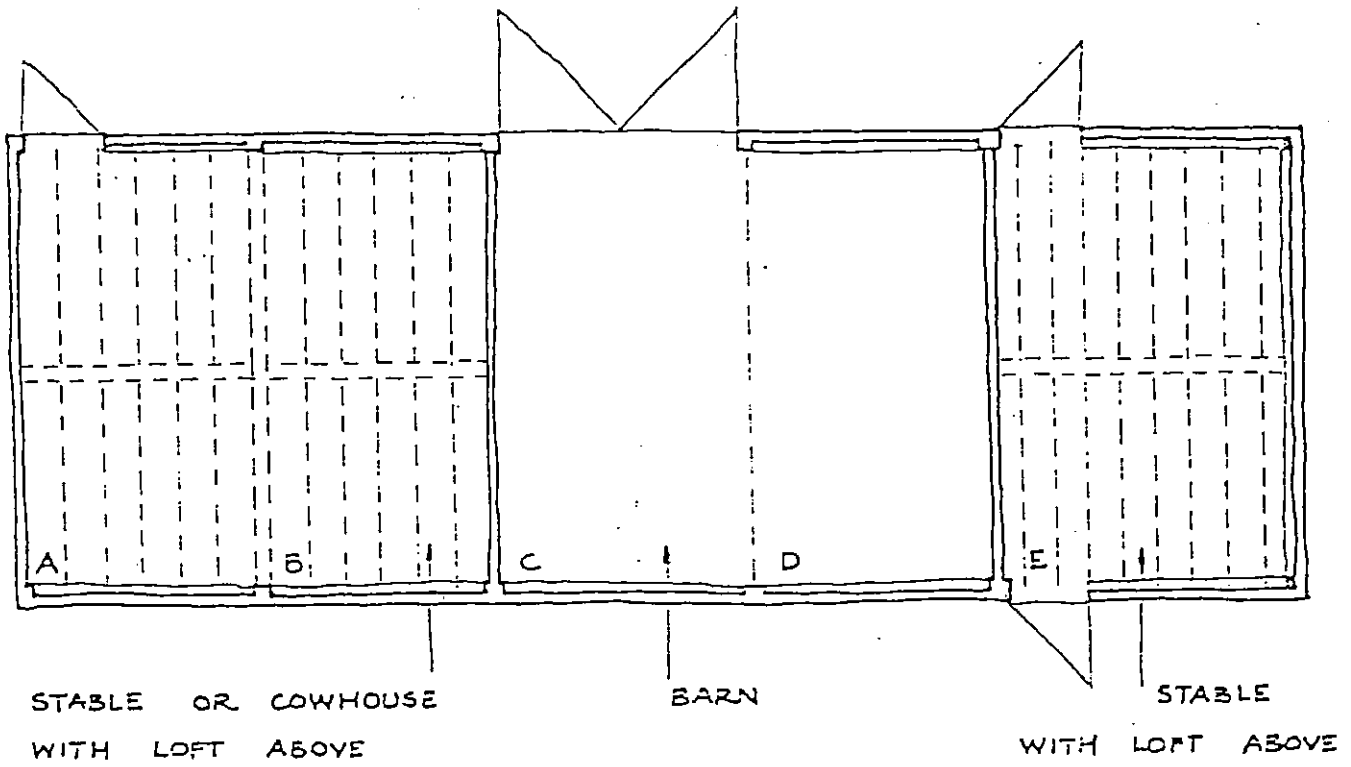 A B C D E
STABLE OR COWHOUSE
WITH LOFT ABOVE
BARN
STABLE
WITH LOFT ABOVE